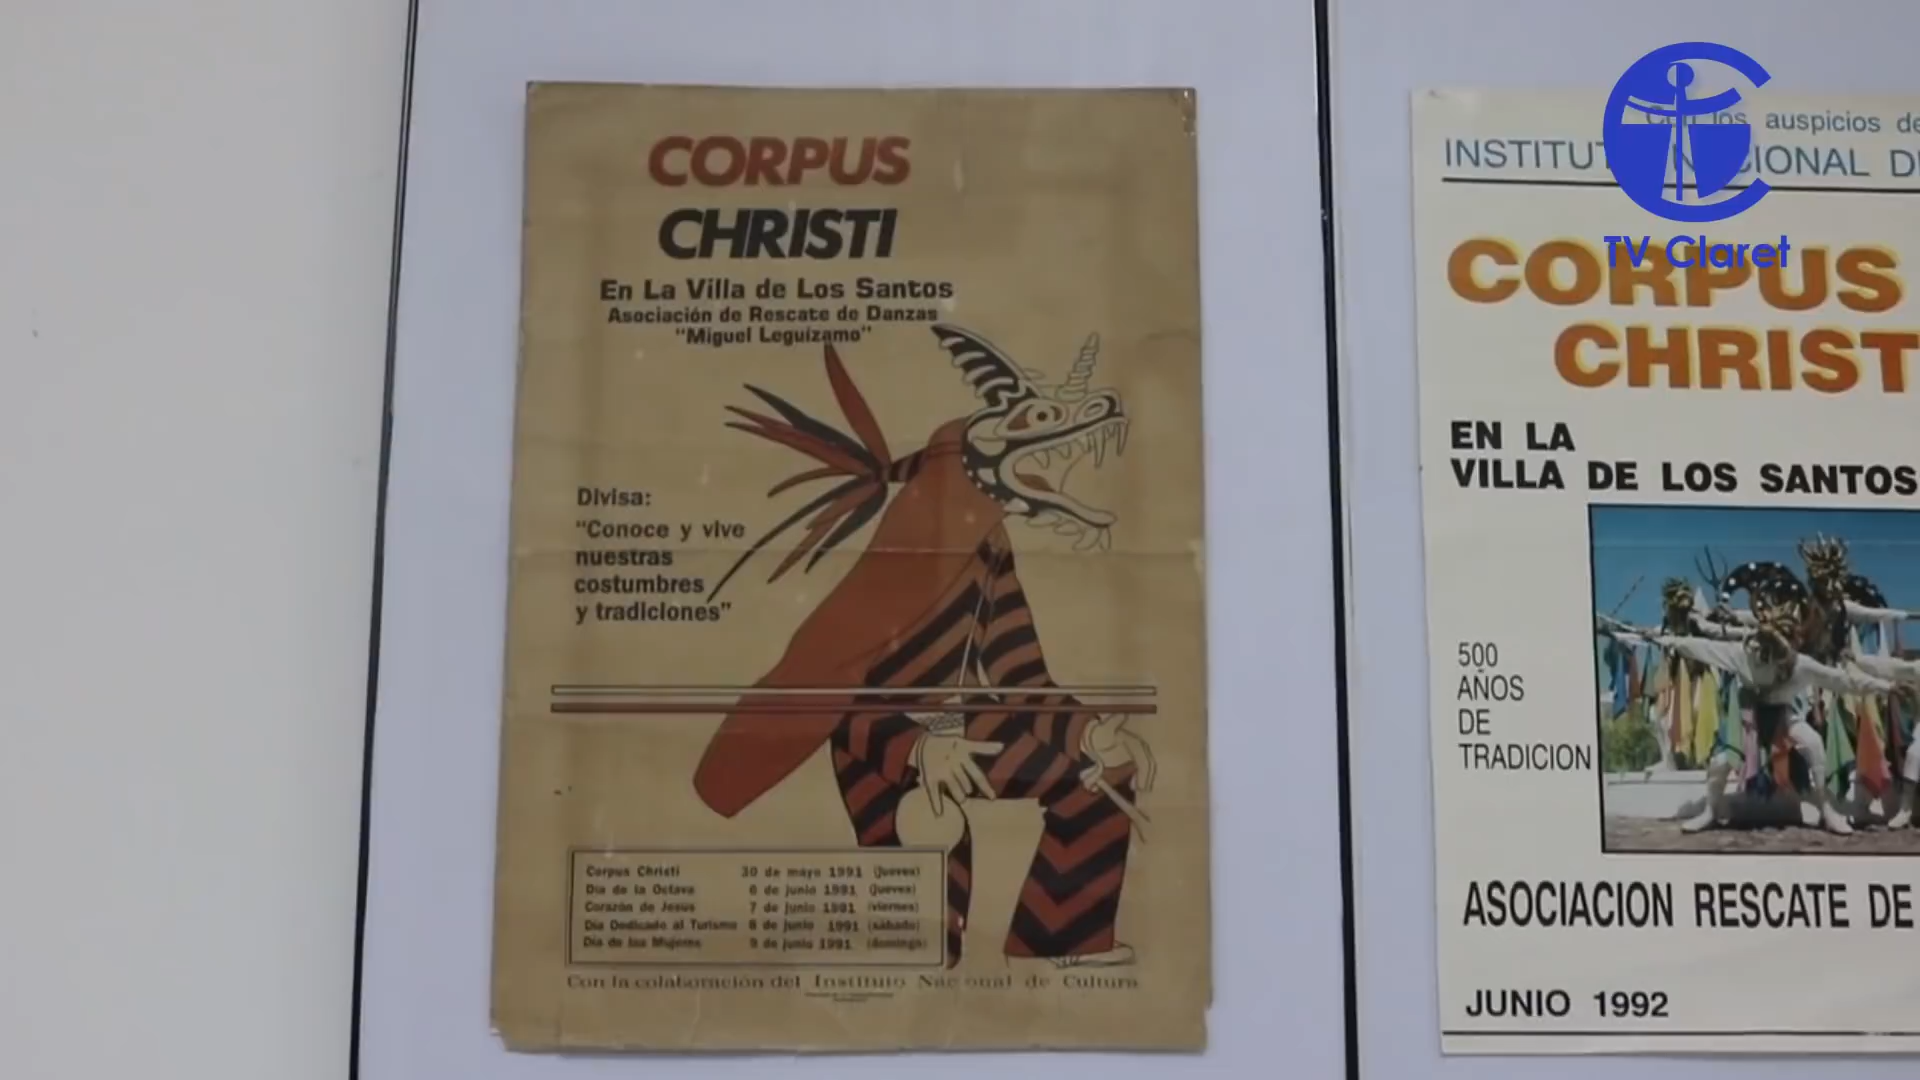 CORPUS
CHRISTI
En La Villa de Los Santos
Asociación de Rescate de Danzas
"Miguel Leguízamo"
Divisa:
"Conoce y vive
nuestras
costumbres
y tradiciones"
Corpus Christi 30 de mayo 1991 (jueves)
Día de la Octava 6 de junio 1991 (jueves)
Corazón de Jesús 7 de junio 1991 (viernes)
Día Dedicado al Turismo 8 de junio 1991 (sábado)
Día de las Mujeres 9 de junio 1991 (domingo)
Con la colaboración del Instituto Nacional de Cultura
los auspicios de
INSTITUTO NACIONAL D
CORPUS
CHRIST
EN LA
VILLA DE LOS SANTOS
500
AÑOS
DE
TRADICION
ASOCIACION RESCATE DE
JUNIO 1992
TV Claret